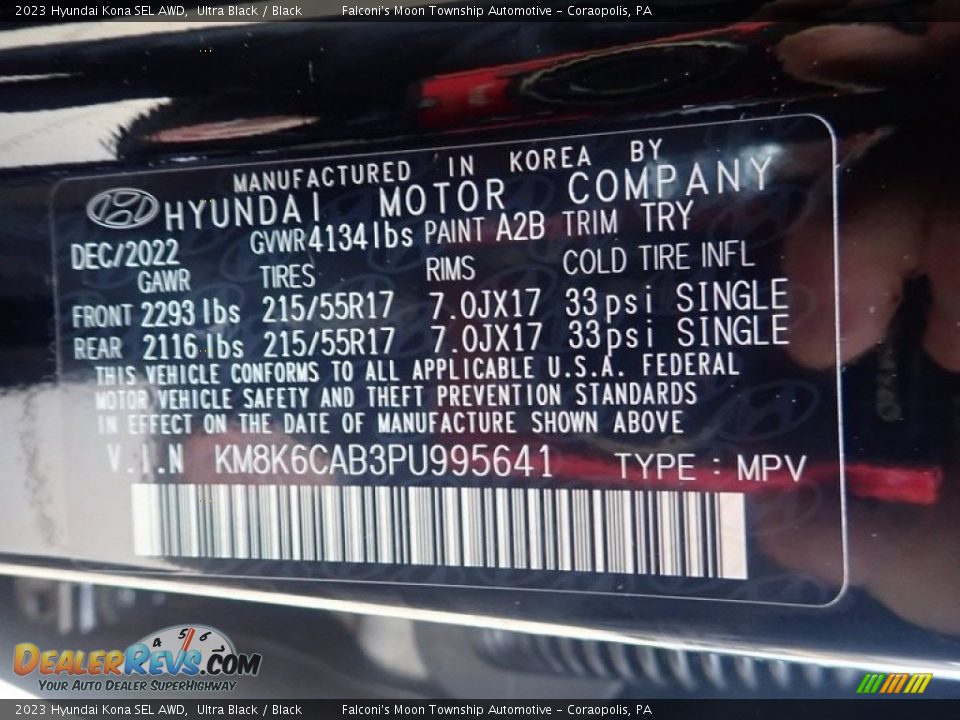 2023 Hyundai Kona SEL AWD, Ultra Black / Black Falconi's Moon Township Automotive - Coraopolis, PA
MANUFACTURED IN KOREA BY
HYUNDAI MOTOR COMPANY
DEC/2022 GVWR 4134lbs PAINT A2B TRIM TRY
GAWR TIRES RIMS COLD TIRE INFL
FRONT 2293 lbs 215/55R17 7.0JX17 33psi SINGLE
REAR 2116 lbs 215/55R17 7.0JX17 33psi SINGLE
THIS VEHICLE CONFORMS TO ALL APPLICABLE U.S.A. FEDERAL
MOTOR VEHICLE SAFETY AND THEFT PREVENTION STANDARDS
IN EFFECT ON THE DATE OF MANUFACTURE SHOWN ABOVE
V.I.N KM8K6CAB3PU995641 TYPE : MPV
4 5 6
DEALERREVS.COM
YOUR AUTO DEALER SUPERHIGHWAY
2023 Hyundai Kona SEL AWD, Ultra Black / Black Falconi's Moon Township Automotive - Coraopolis, PA